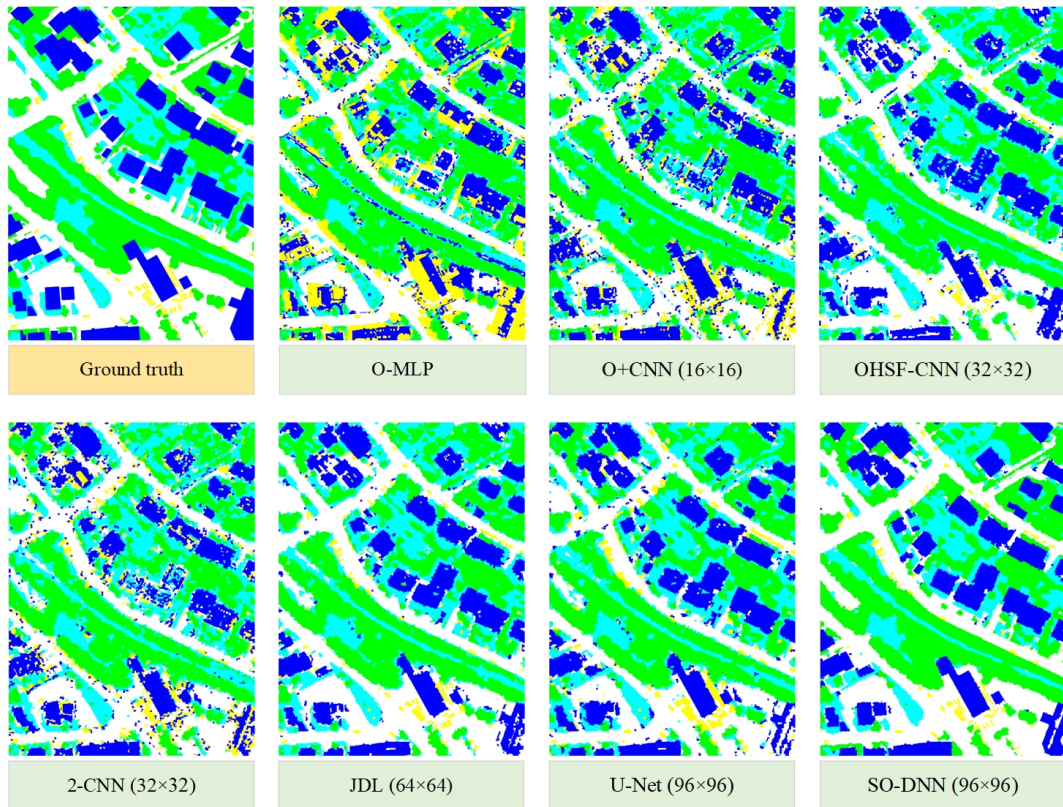 Ground truth
O-MLP
O+CNN (16×16)
OHSF-CNN (32×32)
2-CNN (32×32)
JDL (64×64)
U-Net (96×96)
SO-DNN (96×96)